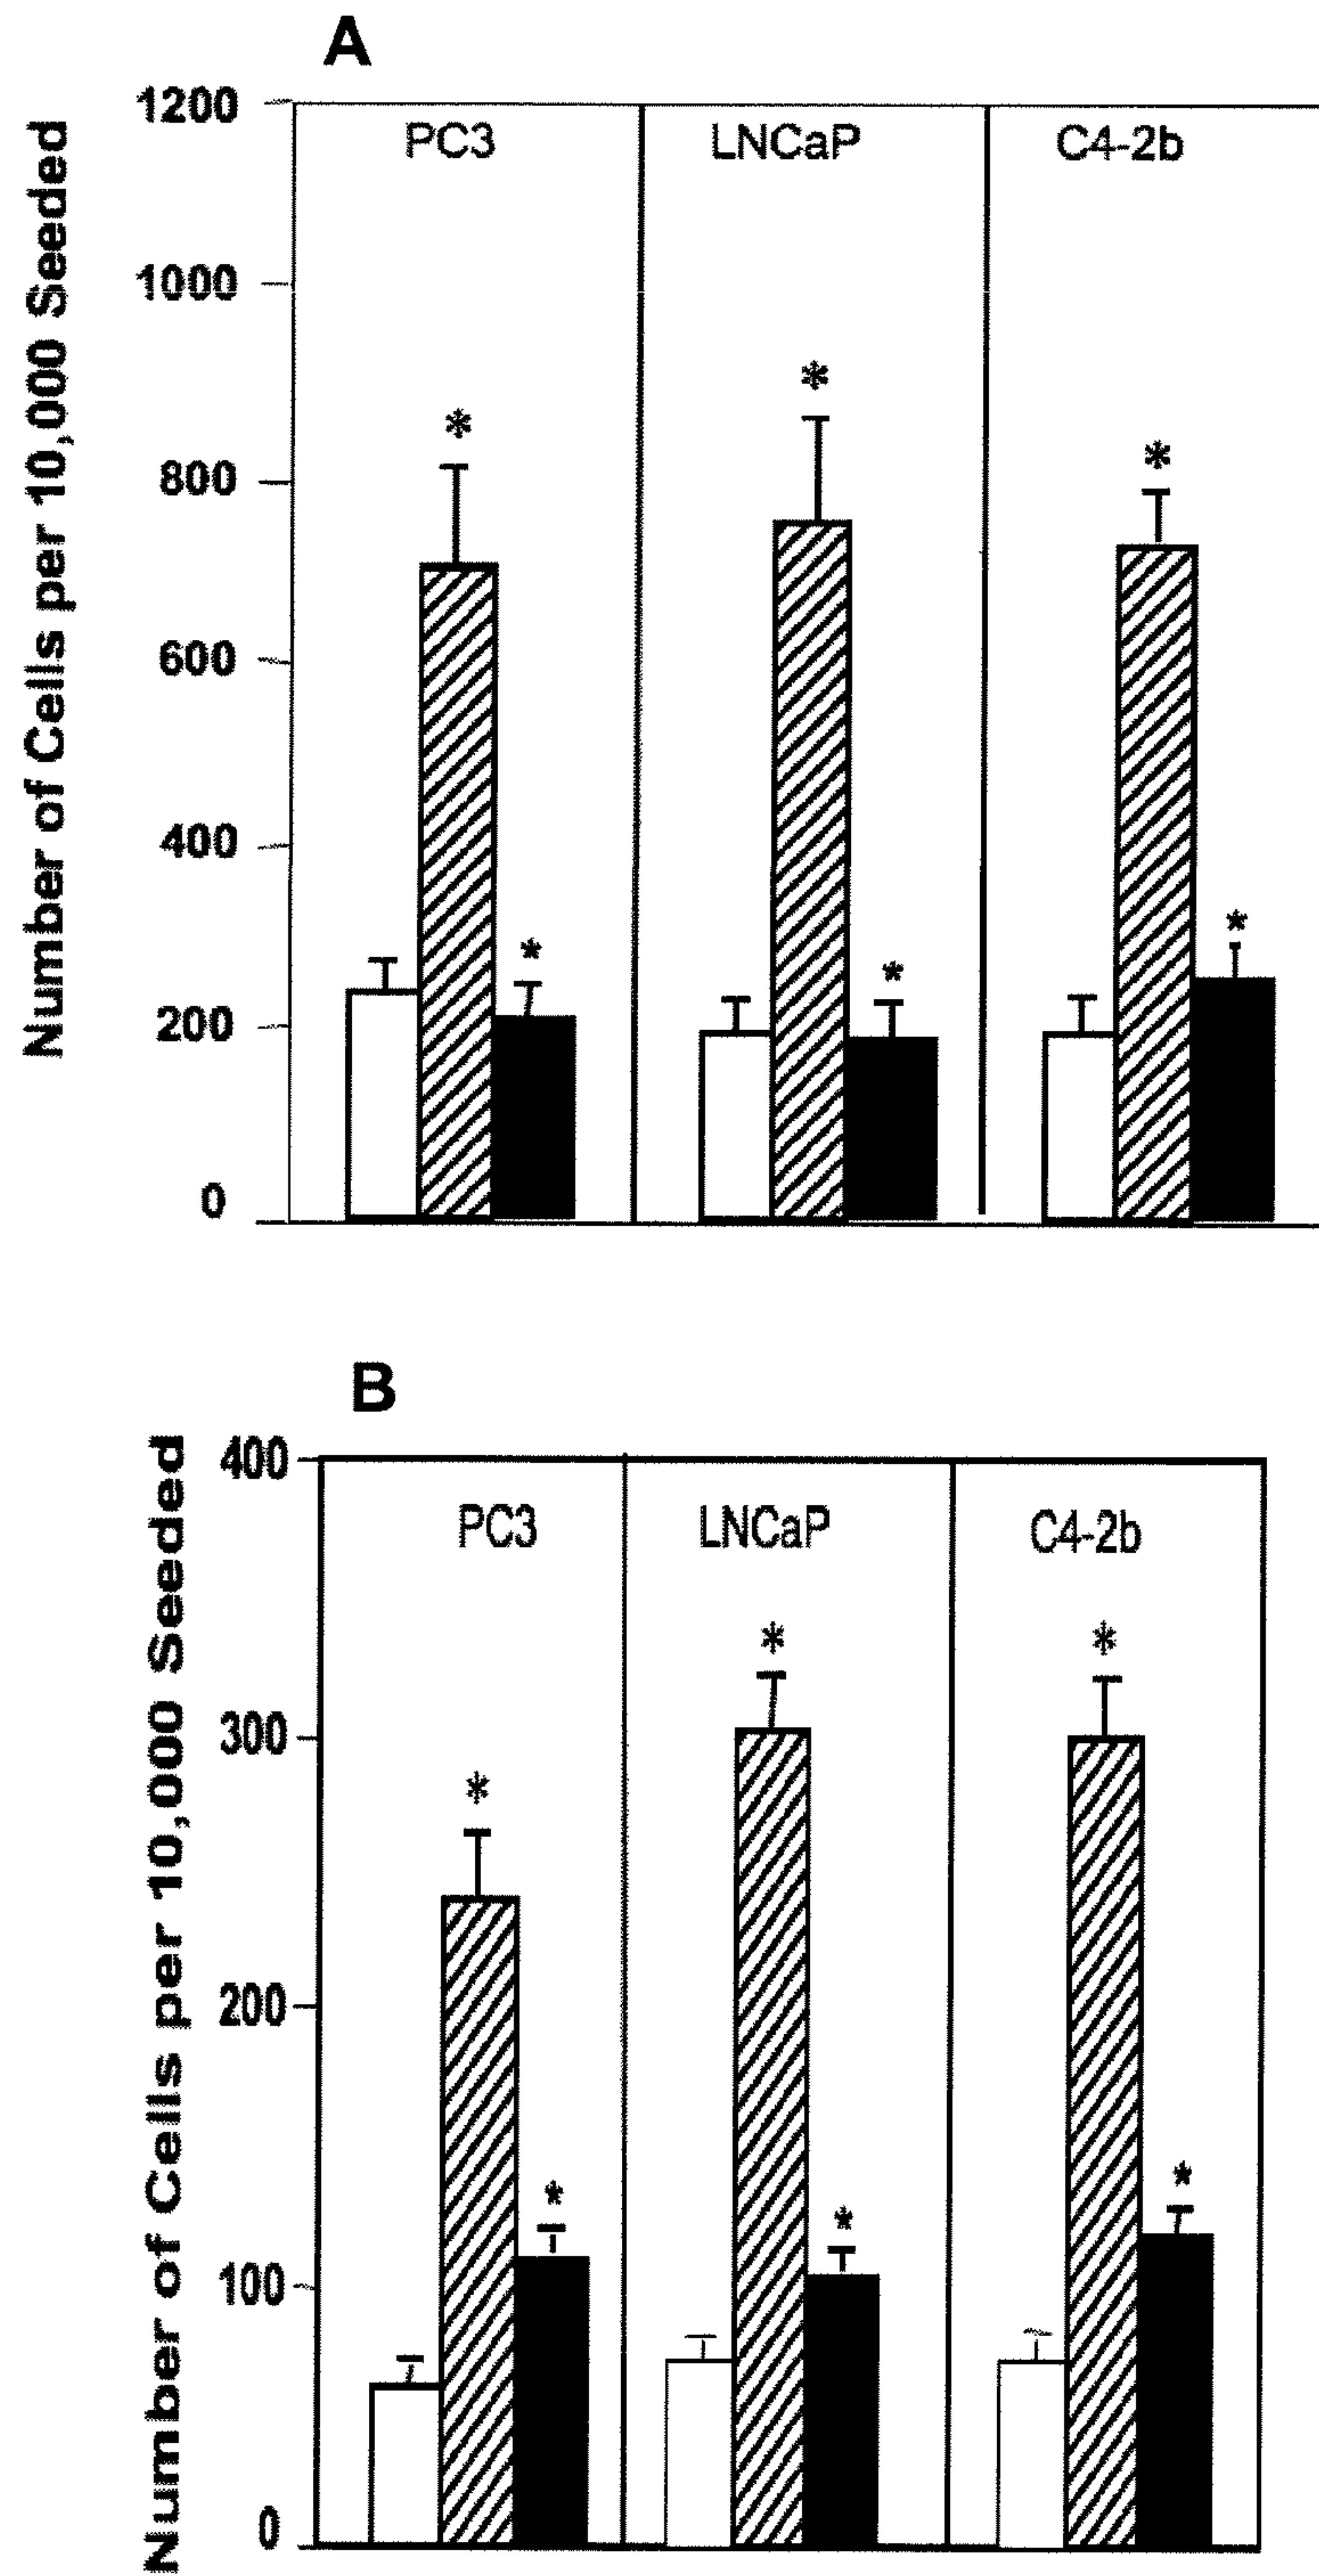 A
Number of Cells per 10,000 Seeded
1200
1000
800
600
400
200
0
PC3
LNCaP
C4-2b
*
*
*
*
*
*
B
Number of Cells per 10,000 Seeded
400
300
200
100
0
PC3
LNCaP
C4-2b
*
*
*
*
*
*